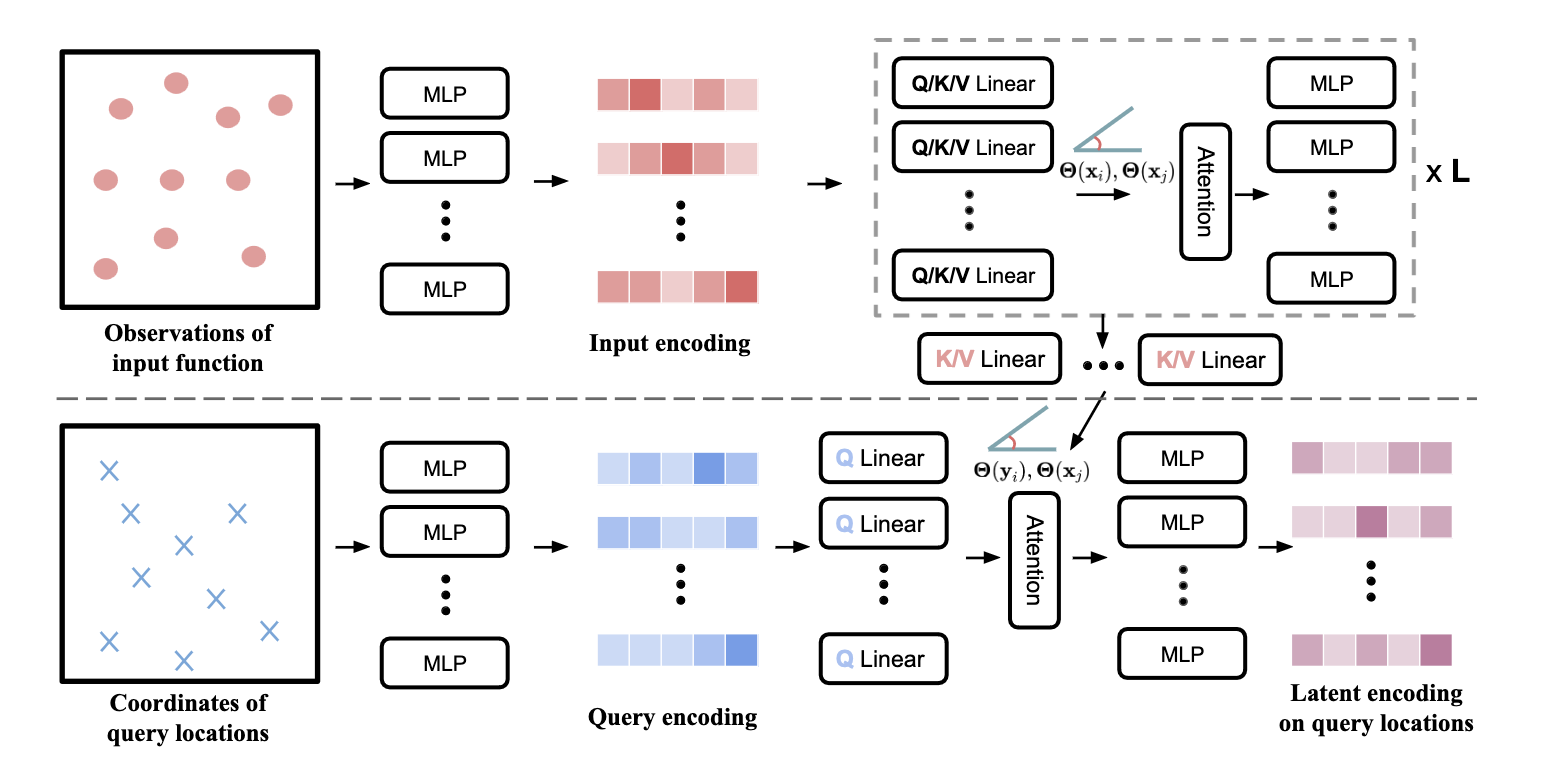 MLP
MLP
MLP
Observations of
input function
Input encoding
Q/K/V Linear
Q/K/V Linear
Q/K/V Linear
Θ(x_i), Θ(x_j)
Attention
MLP
MLP
MLP
x L
K/V Linear
K/V Linear
MLP
MLP
MLP
Coordinates of
query locations
Query encoding
Q Linear
Q Linear
Q Linear
Θ(y_i), Θ(x_j)
Attention
MLP
MLP
MLP
Latent encoding
on query locations